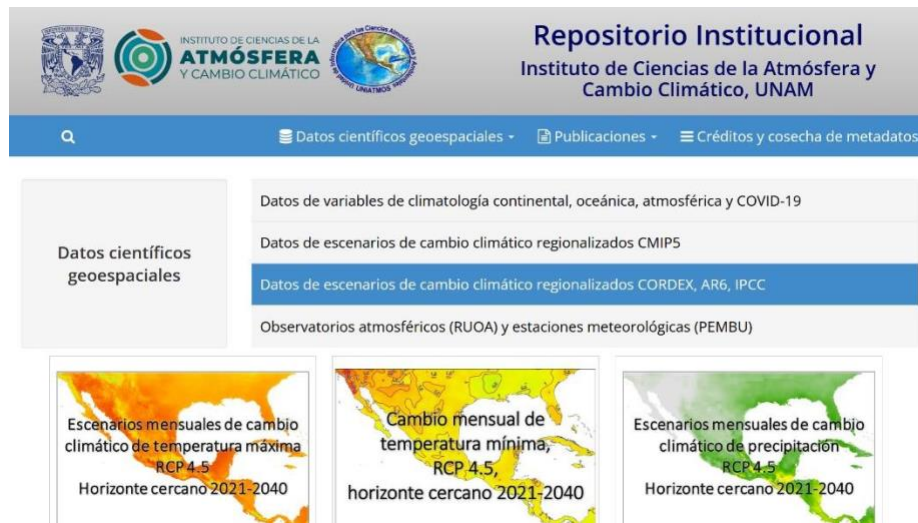 INSTITUTO DE CIENCIAS DE LA
ATMÓSFERA
Y CAMBIO CLIMÁTICO
UNIATMOS
Repositorio Institucional
Instituto de Ciencias de la Atmósfera y
Cambio Climático, UNAM
Datos científicos geoespaciales
Publicaciones
Créditos y cosecha de metadatos
Datos científicos
geoespaciales
Datos de variables de climatología continental, oceánica, atmosférica y COVID-19
Datos de escenarios de cambio climático regionalizados CMIP5
Datos de escenarios de cambio climático regionalizados CORDEX, AR6, IPCC
Observatorios atmosféricos (RUOA) y estaciones meteorológicas (PEMBU)
Escenarios mensuales de cambio
climático de temperatura máxima
RCP 4.5
Horizonte cercano 2021-2040
Cambio mensual de
temperatura mínima,
RCP 4.5,
horizonte cercano 2021-2040
Escenarios mensuales de cambio
climático de precipitación
RCP 4.5
Horizonte cercano 2021-2040